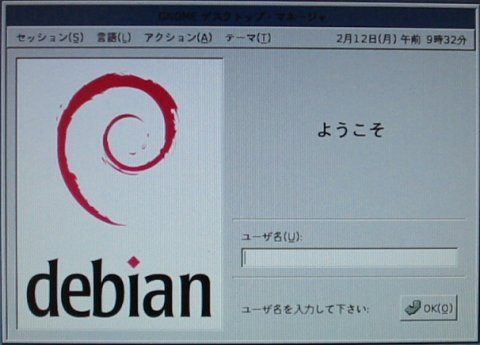 GNOME デスクトップ・マネージャ
セッション(S) 言語(L) アクション(A) テーマ(T) 2月12日(月) 午前 9時32分
ようこそ
ユーザ名(U):
debian
ユーザ名を入力して下さい: OK(O)